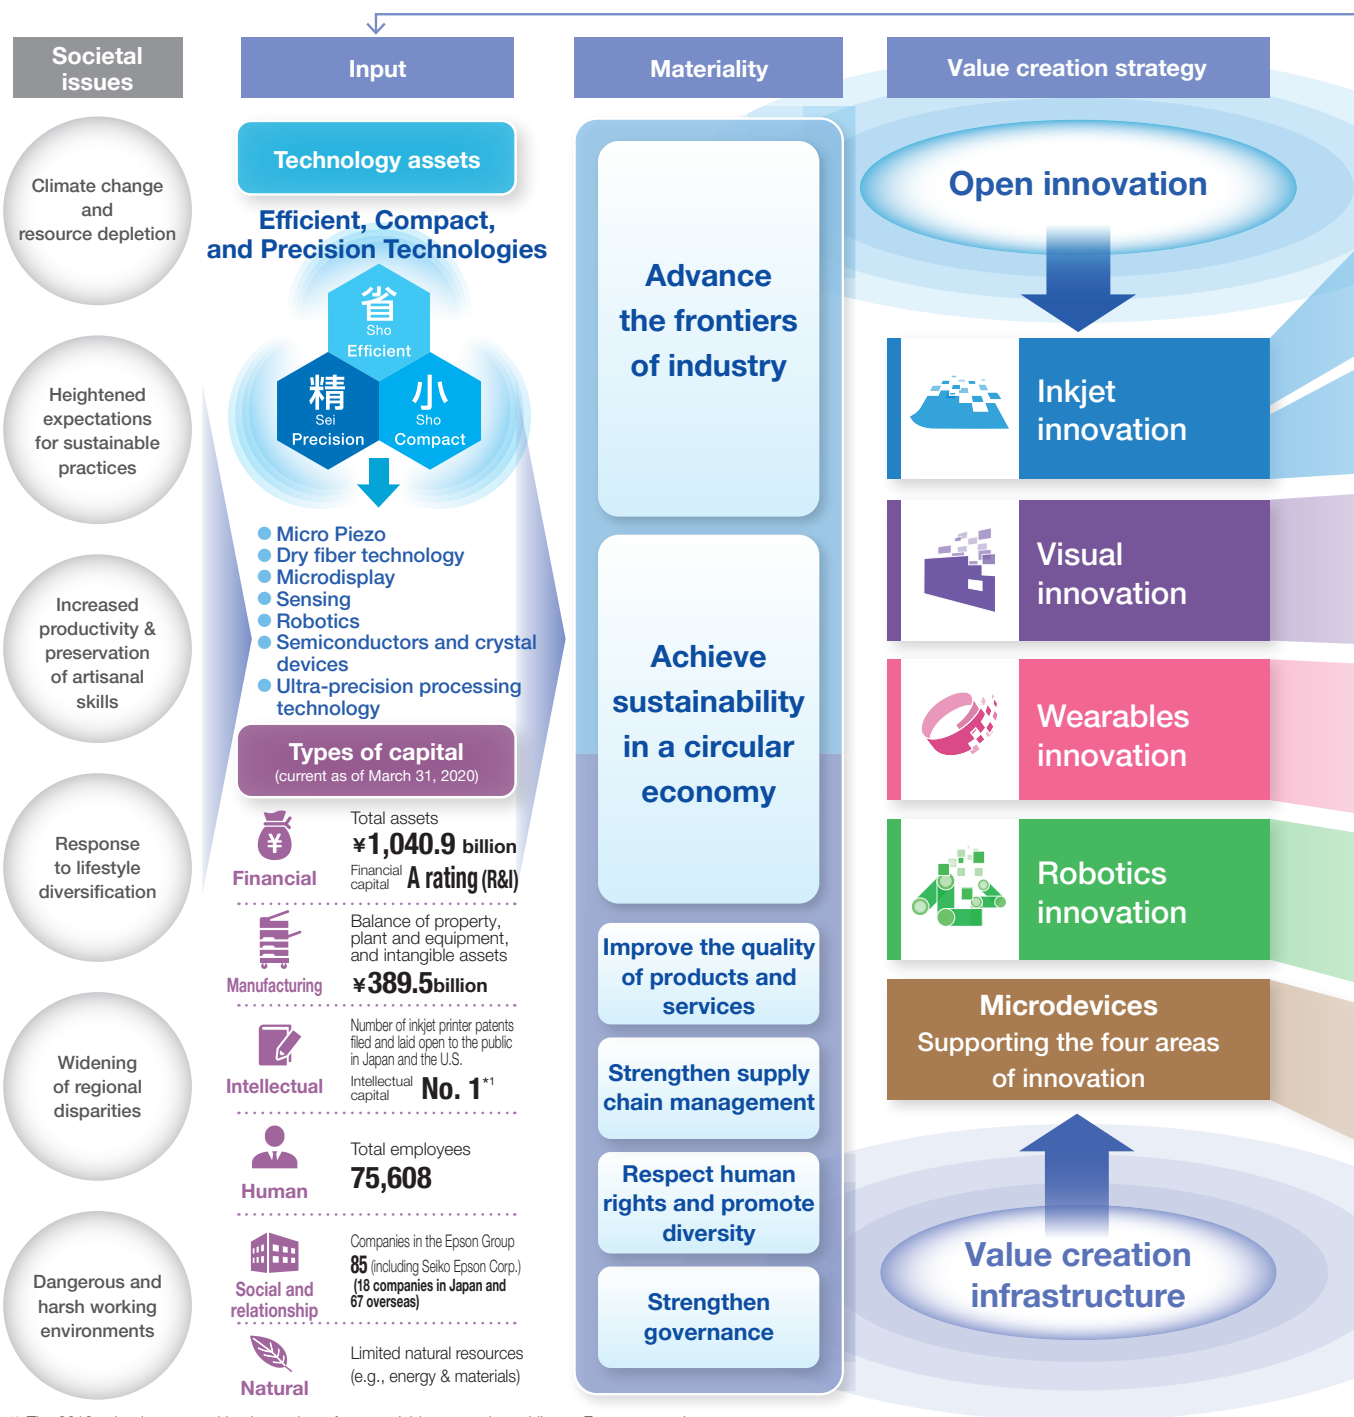 Societal
issues
Climate change
and
resource depletion
Heightened
expectations
for sustainable
practices
Increased
productivity &
preservation
of artisanal
skills
Response
to lifestyle
diversification
Widening
of regional
disparities
Dangerous and
harsh working
environments
Input
Technology assets
Efficient, Compact,
and Precision Technologies
省
Sho
Efficient
精
Sei
Precision
小
Sho
Compact
Micro Piezo
Dry fiber technology
Microdisplay
Sensing
Robotics
Semiconductors and crystal
devices
Ultra-precision processing
technology
Types of capital
(current as of March 31, 2020)
Financial
Total assets
¥1,040.9 billion
Financial
capital A rating (R&I)
Manufacturing
Balance of property,
plant and equipment,
and intangible assets
¥389.5billion
Intellectual
Number of inkjet printer patents
filed and laid open to the public
in Japan and the U.S.
Intellectual
capital No. 1*1
Human
Total employees
75,608
Social and
relationship
Companies in the Epson Group
85 (including Seiko Epson Corp.)
(18 companies in Japan and
67 overseas)
Natural
Limited natural resources
(e.g., energy & materials)
Materiality
Advance
the frontiers
of industry
Achieve
sustainability
in a circular
economy
Improve the quality
of products and
services
Strengthen supply
chain management
Respect human
rights and promote
diversity
Strengthen
governance
Value creation strategy
Open innovation
Inkjet
innovation
Visual
innovation
Wearables
innovation
Robotics
innovation
Microdevices
Supporting the four areas
of innovation
Value creation
infrastructure